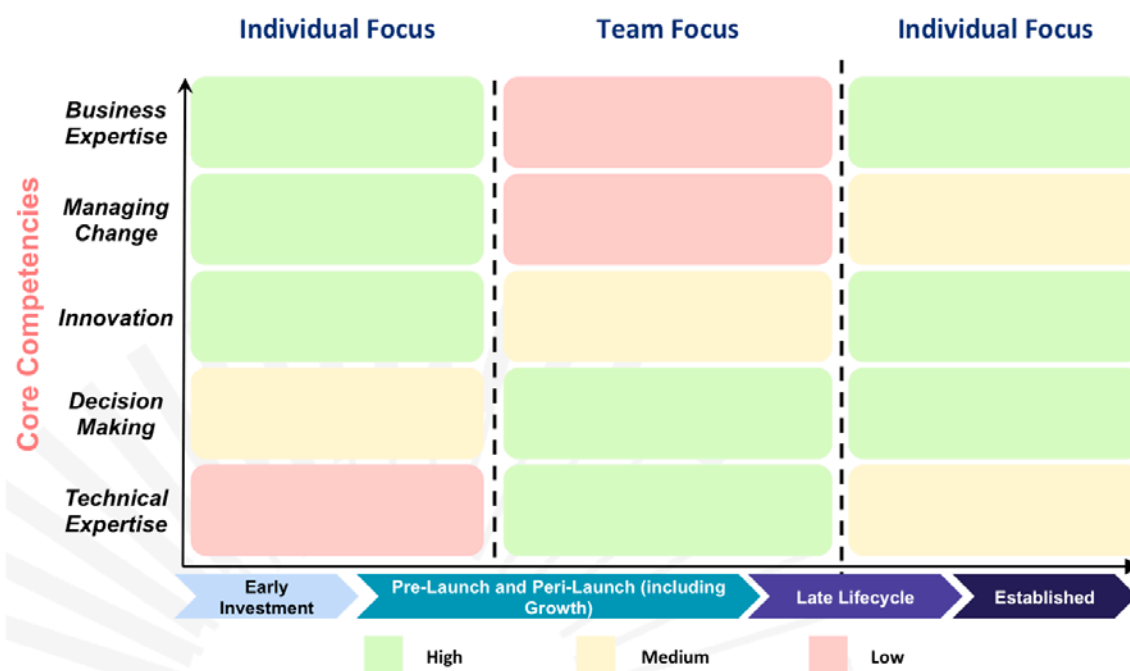 Individual Focus
Team Focus
Individual Focus
Core Competencies
Business
Expertise
Managing
Change
Innovation
Decision
Making
Technical
Expertise
Early
Investment
Pre-Launch and Peri-Launch (including
Growth)
Late Lifecycle
Established
High
Medium
Low